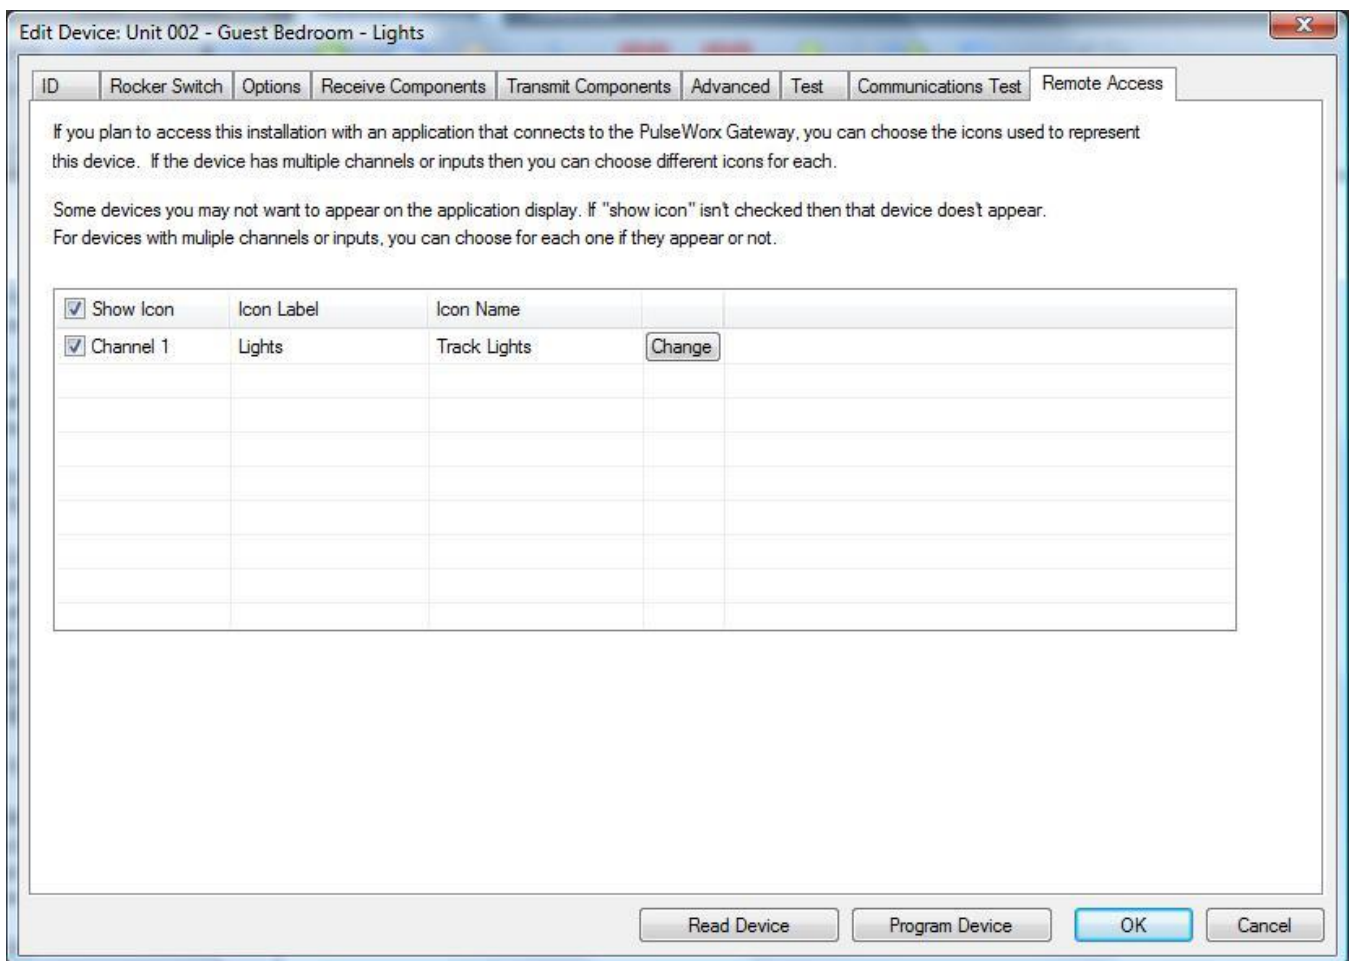 Edit Device: Unit 002 - Guest Bedroom - Lights
X
ID Rocker Switch Options Receive Components Transmit Components Advanced Test Communications Test Remote Access
If you plan to access this installation with an application that connects to the PulseWorx Gateway, you can choose the icons used to represent
this device. If the device has multiple channels or inputs then you can choose different icons for each.
Some devices you may not want to appear on the application display. If "show icon" isn't checked then that device does't appear.
For devices with muliple channels or inputs, you can choose for each one if they appear or not.
Show Icon Icon Label Icon Name
Channel 1 Lights Track Lights Change
Read Device Program Device OK Cancel